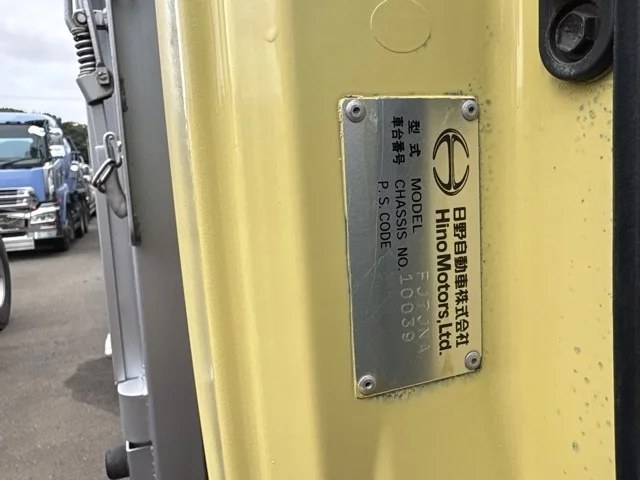 日野自動車株式会社
HinoMotors,Ltd.
型式 MODEL FJ7JNA
車台番号 CHASSIS NO. 10039
P.S.CODE